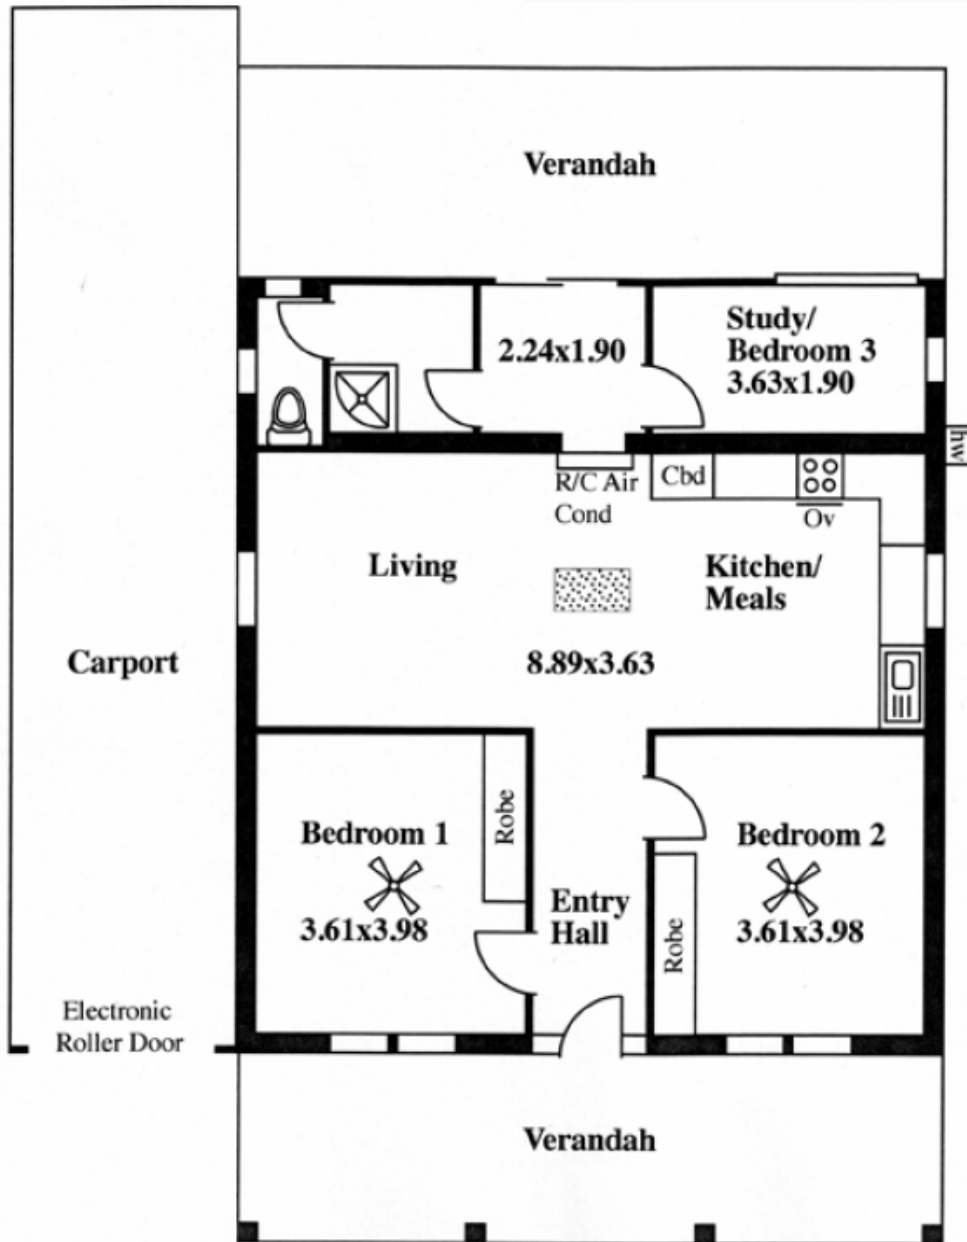 Verandah
2.24x1.90
Study/
Bedroom 3
3.63x1.90
hw
R/C Air
Cond
Cbd
Ov
Living
Kitchen/
Meals
8.89x3.63
Carport
Robe
Bedroom 1
3.61x3.98
Entry
Hall
Bedroom 2
3.61x3.98
Robe
Electronic
Roller Door
Verandah